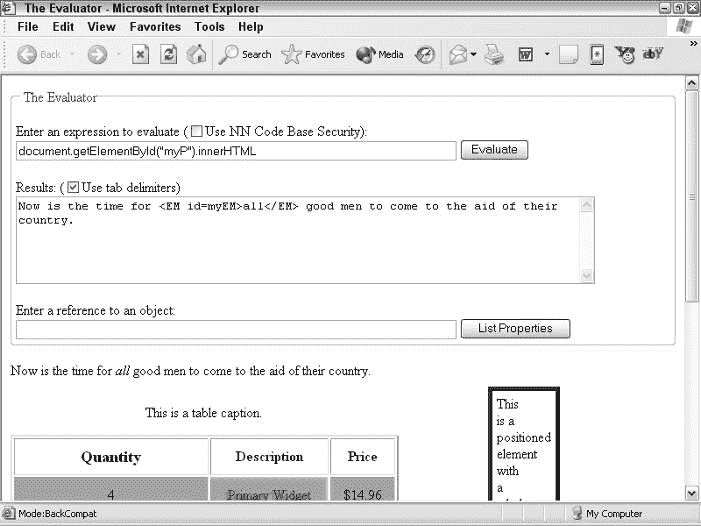 The Evaluator - Microsoft Internet Explorer
File Edit View Favorites Tools Help
Back Search Favorites Media
The Evaluator
Enter an expression to evaluate ( Use NN Code Base Security):
document.getElementById("myP").innerHTML Evaluate
Results: ( Use tab delimiters)
Now is the time for <EM id=myEM>all</EM> good men to come to the aid of their
country.
Enter a reference to an object:
List Properties
Now is the time for all good men to come to the aid of their country.
This is a table caption.
Quantity Description Price
4 Primary Widget $14.96
This
is a
positioned
element
with
a
Mode:BackCompat My Computer